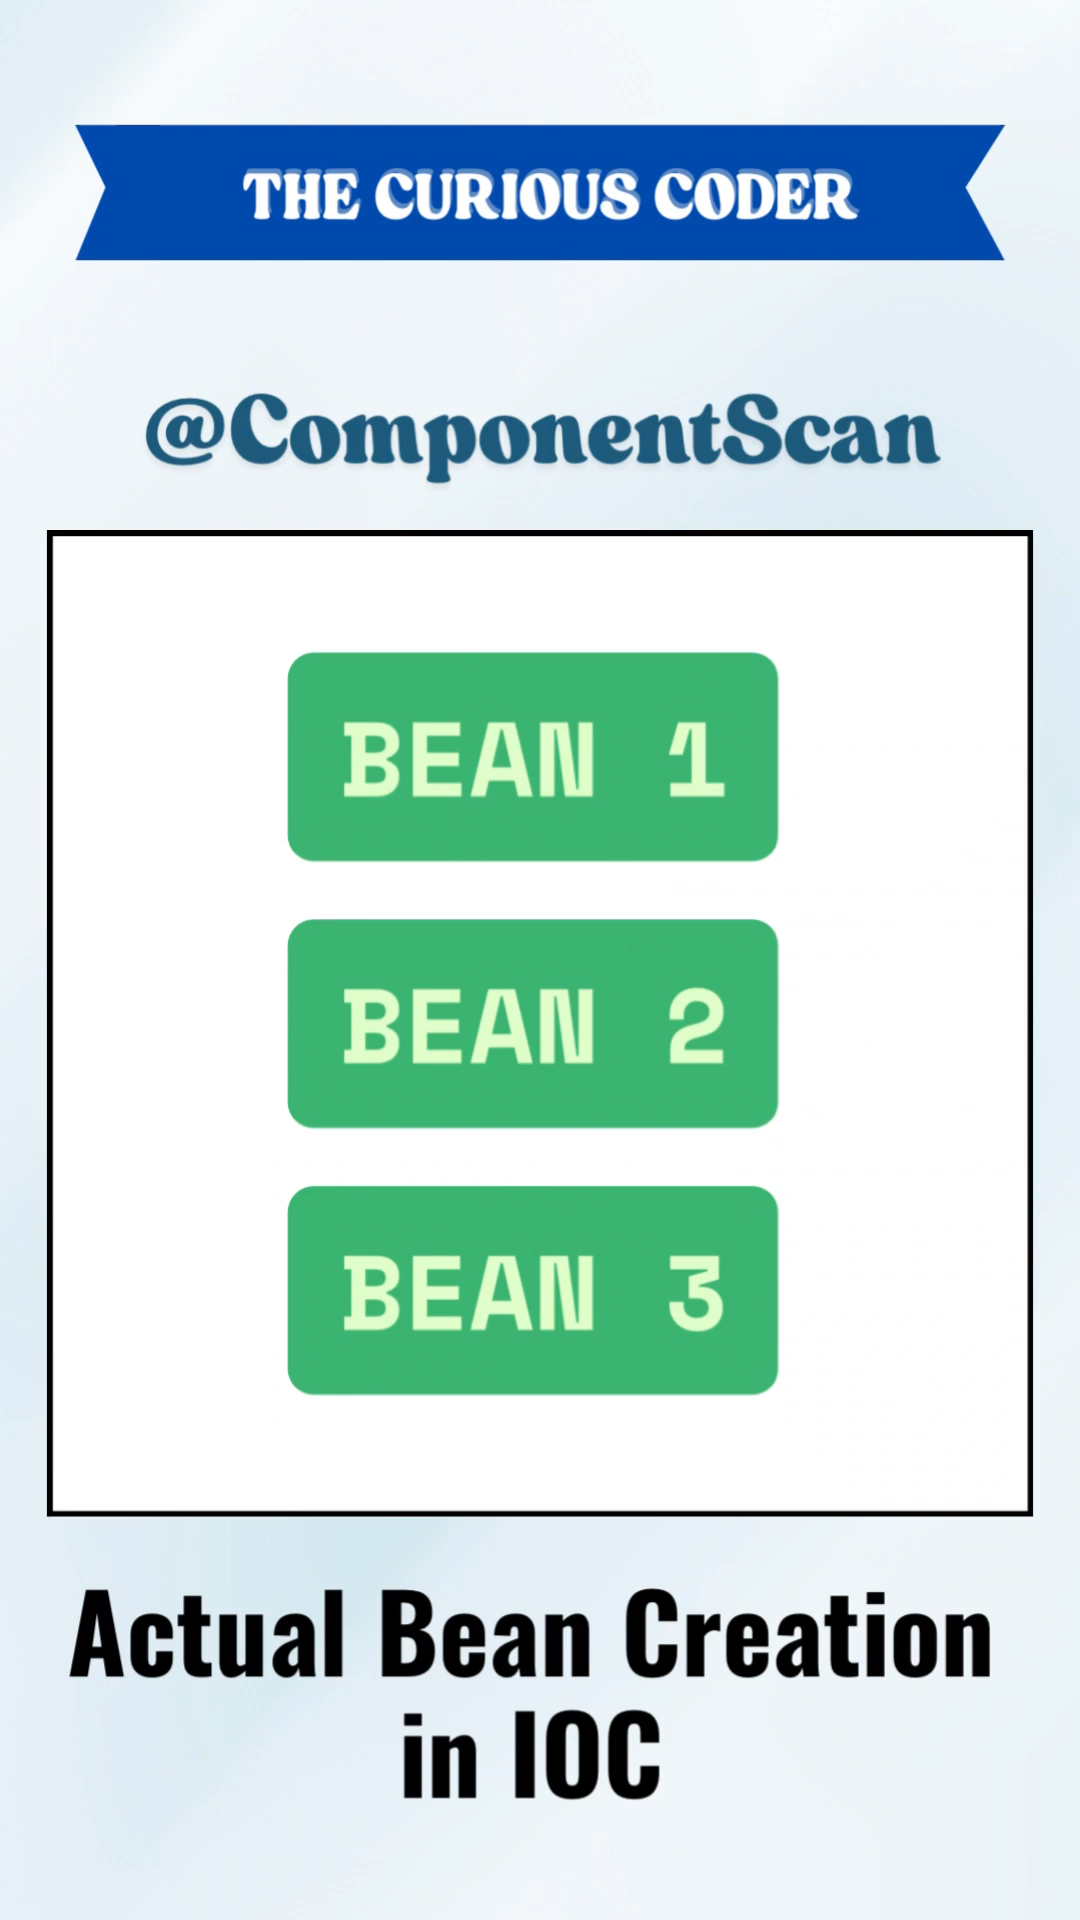 THE CURIOUS CODER
@ComponentScan
BEAN 1
BEAN 2
BEAN 3
Actual Bean Creation
in IOC